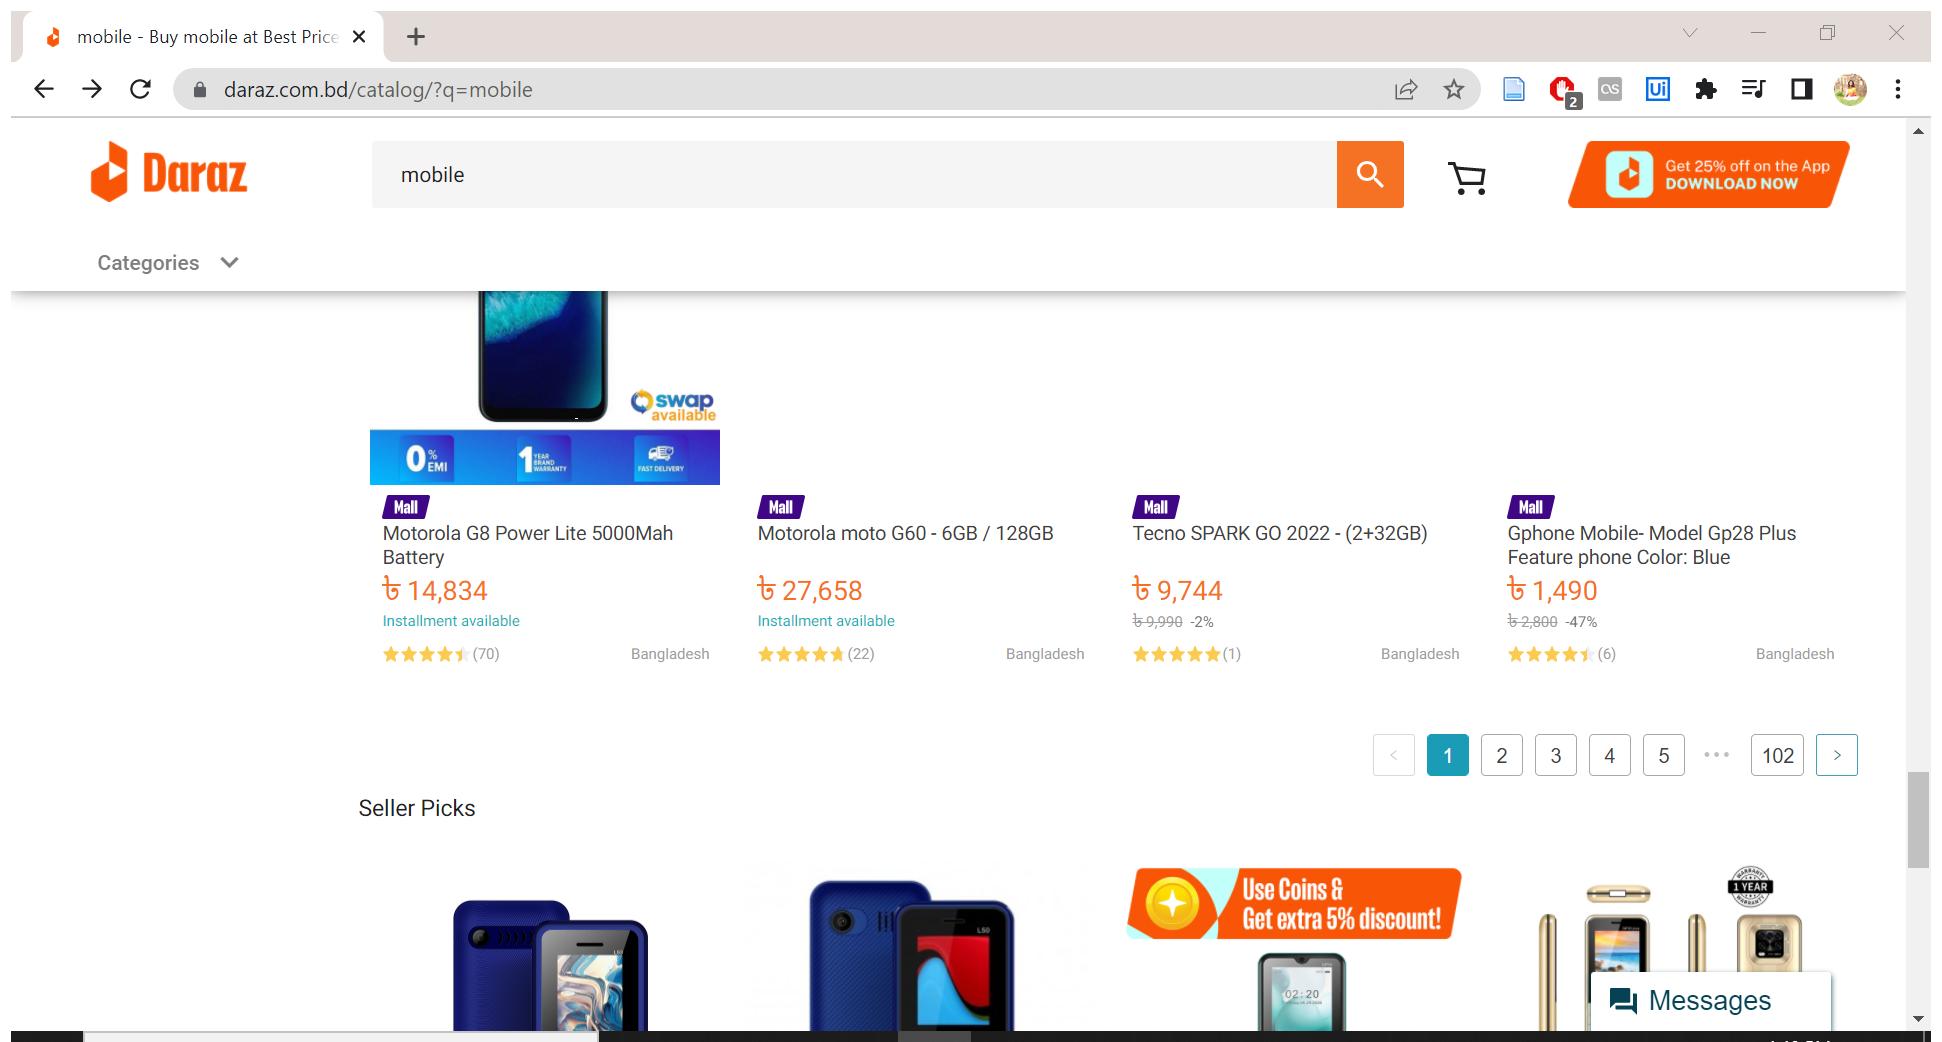 mobile - Buy mobile at Best Price
daraz.com.bd/catalog/?q=mobile
2
as
Ui
Daraz
mobile
Get 25% off on the App
DOWNLOAD NOW
Categories
swap
available
0% EMI
1 YEAR BRAND WARRANTY
FAST DELIVERY
Mall
Motorola G8 Power Lite 5000Mah
Battery
৳ 14,834
Installment available
(70)
Bangladesh
Mall
Motorola moto G60 - 6GB / 128GB
৳ 27,658
Installment available
(22)
Bangladesh
Mall
Tecno SPARK GO 2022 - (2+32GB)
৳ 9,744
৳ 9,990 -2%
(1)
Bangladesh
Mall
Gphone Mobile- Model Gp28 Plus
Feature phone Color: Blue
৳ 1,490
৳ 2,800 -47%
(6)
Bangladesh
< 1 2 3 4 5 ••• 102 >
Seller Picks
L50
Use Coins &
Get extra 5% discount!
02:20
WARRANTY
1 YEAR
Messages